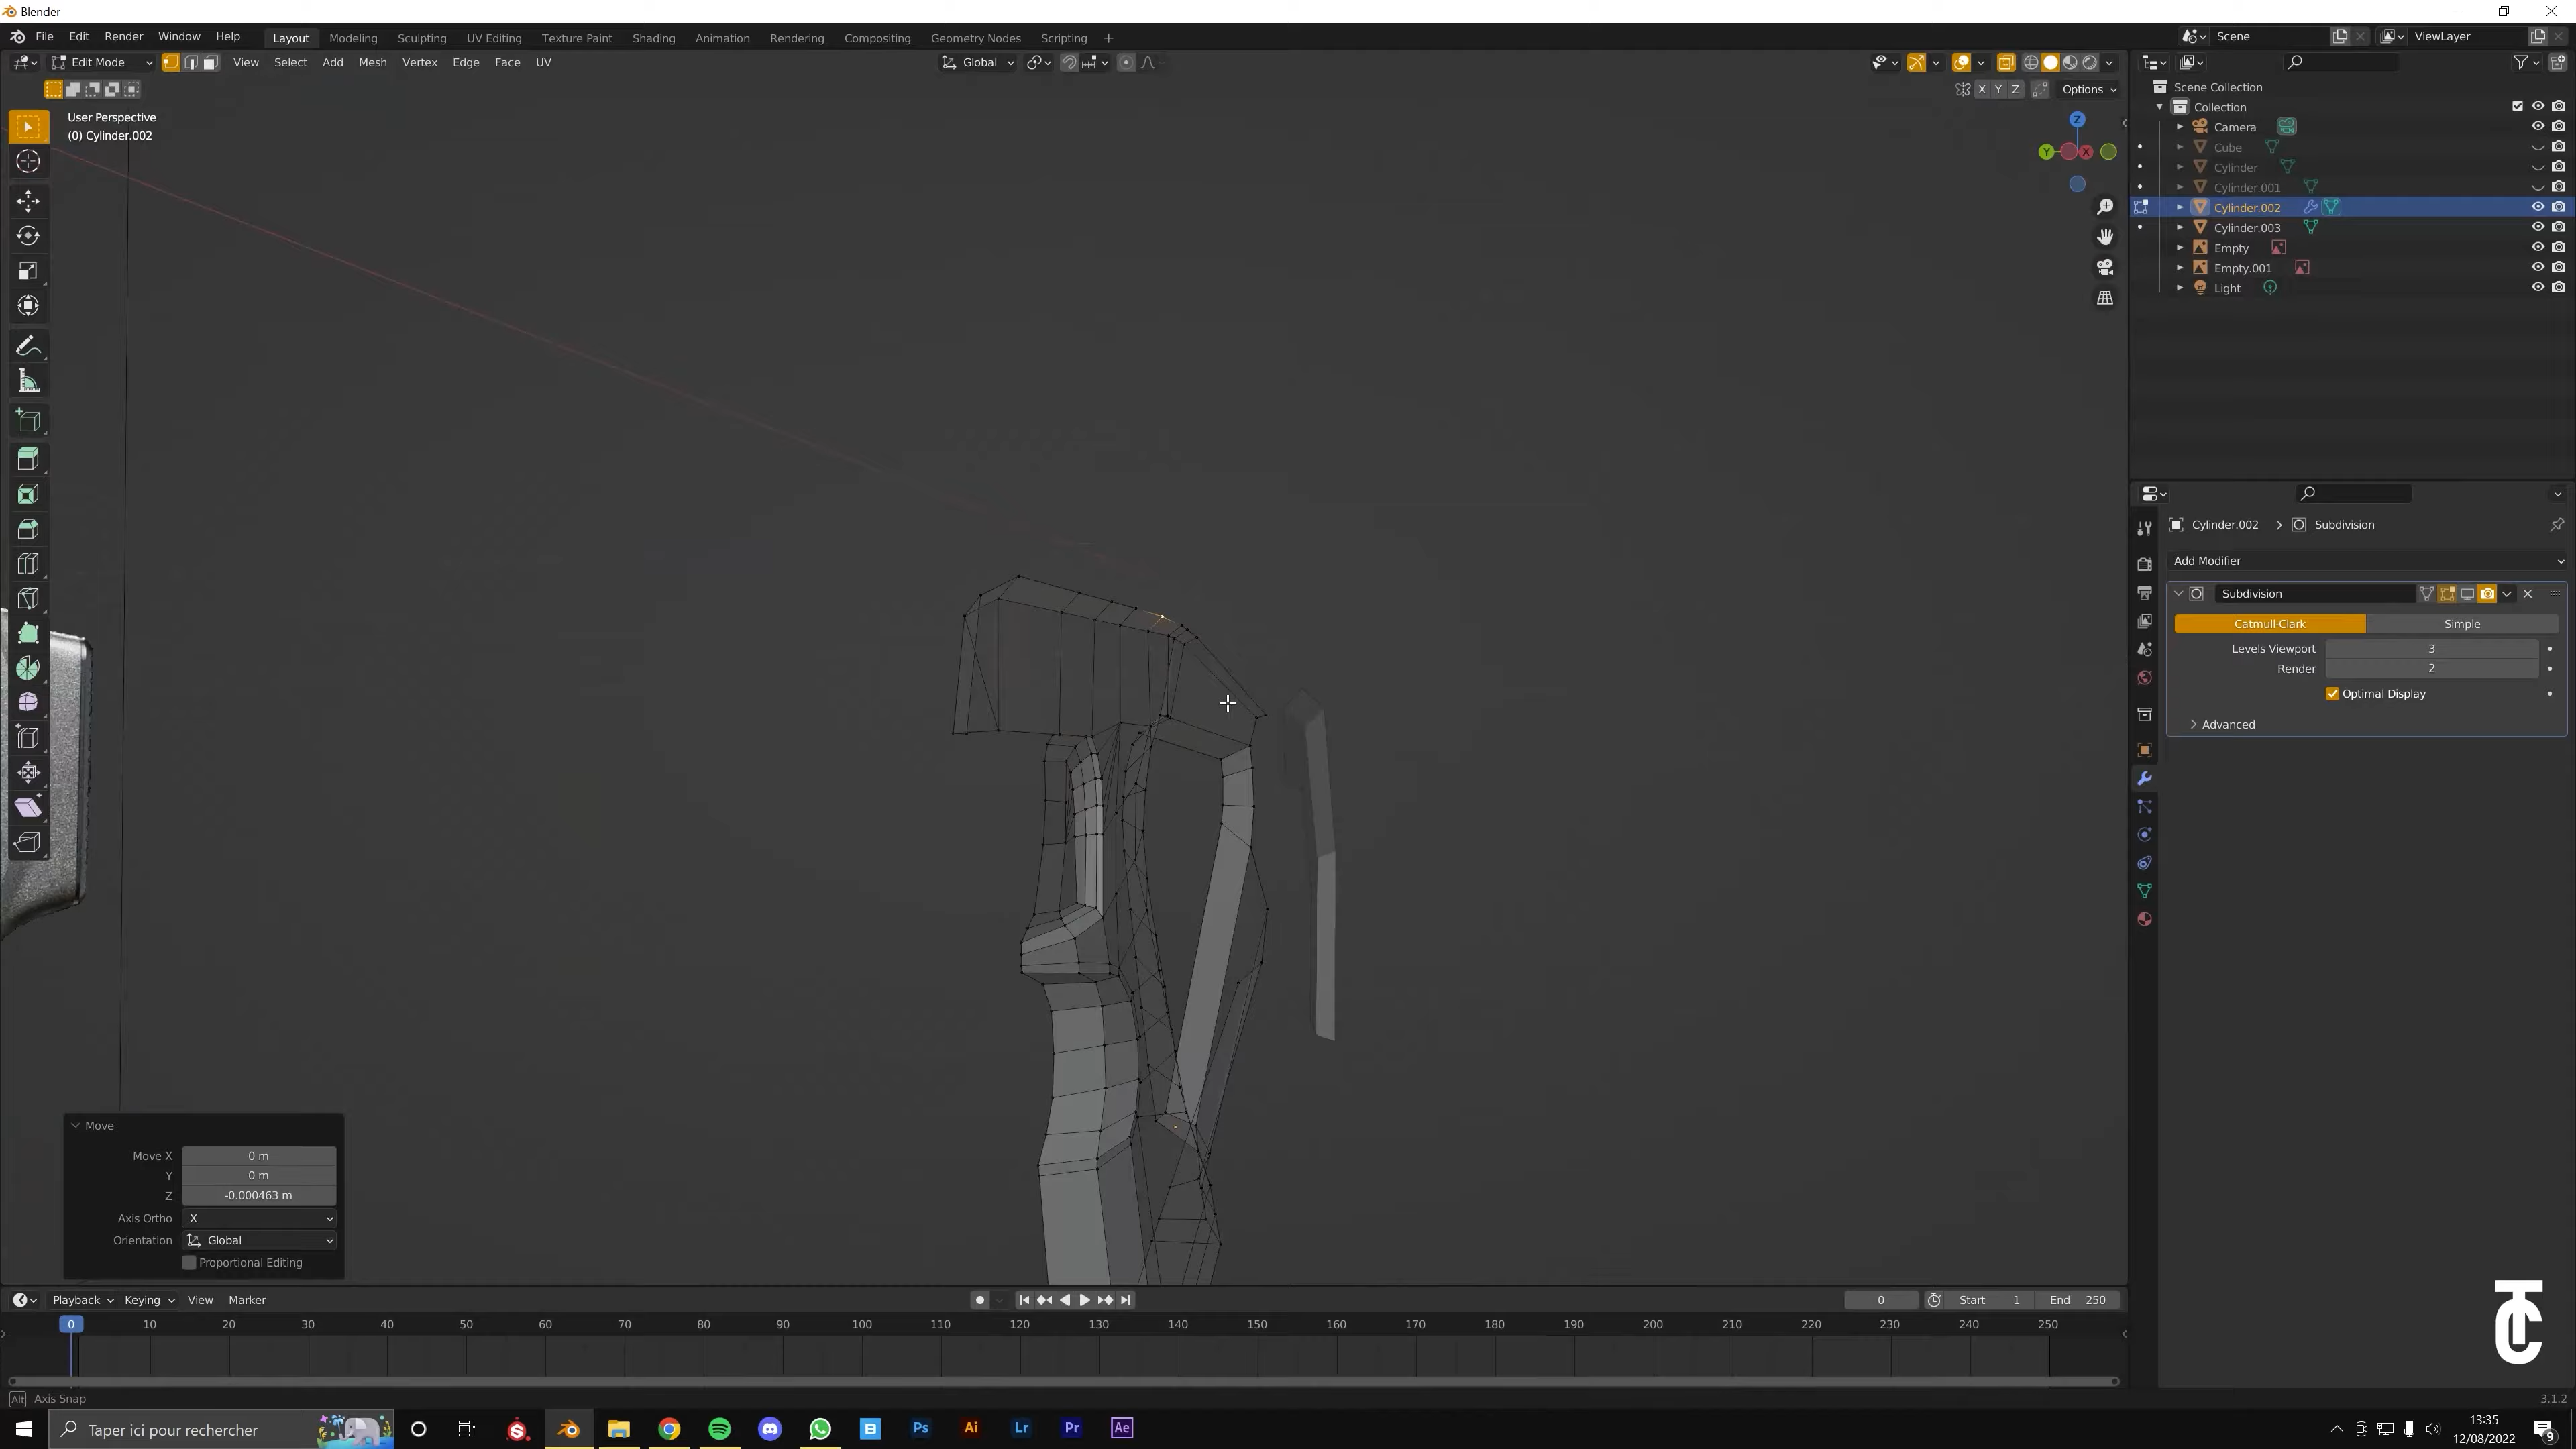 Blender
File Edit Render Window Help
Layout Modeling Sculpting UV Editing Texture Paint Shading Animation Rendering Compositing Geometry Nodes Scripting +
Scene
ViewLayer
Edit Mode View Select Add Mesh Vertex Edge Face UV
Global
X Y Z Options
User Perspective
(0) Cylinder.002
Z
Y
X
Scene Collection
Collection
Camera
Cube
Cylinder
Cylinder.001
Cylinder.002
Cylinder.003
Empty
Empty.001
Light
Cylinder.002 > Subdivision
Add Modifier
Subdivision
Catmull-Clark Simple
Levels Viewport 3
Render 2
Optimal Display
Advanced
Move
Move X 0 m
Y 0 m
Z -0.000463 m
Axis Ortho X
Orientation Global
Proportional Editing
Playback Keying View Marker
0 Start 1 End 250
0 10 20 30 40 50 60 70 80 90 100 110 120 130 140 150 160 170 180 190 200 210 220 230 240 250
Alt Axis Snap
3.1.2
TC
Taper ici pour rechercher
Ps Ai Lr Pr Ae
13:35
12/08/2022
9